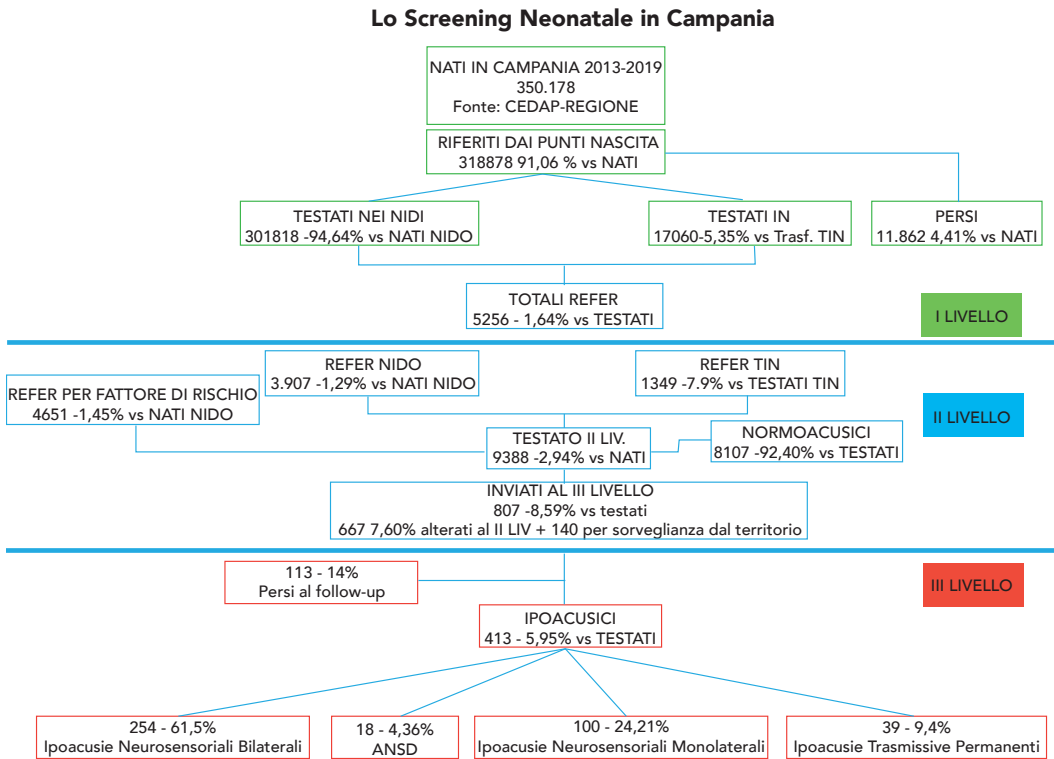 Lo Screening Neonatale in Campania
NATI IN CAMPANIA 2013-2019
350.178
Fonte: CEDAP-REGIONE
RIFERITI DAI PUNTI NASCITA
318878 91,06 % vs NATI
TESTATI NEI NIDI
301818 -94,64% vs NATI NIDO
TESTATI IN
17060-5,35% vs Trasf. TIN
PERSI
11.862 4,41% vs NATI
TOTALI REFER
5256 - 1,64% vs TESTATI
I LIVELLO
REFER PER FATTORE DI RISCHIO
4651 -1,45% vs NATI NIDO
REFER NIDO
3.907 -1,29% vs NATI NIDO
REFER TIN
1349 -7.9% vs TESTATI TIN
II LIVELLO
TESTATO II LIV.
9388 -2,94% vs NATI
NORMOACUSICI
8107 -92,40% vs TESTATI
INVIATI AL III LIVELLO
807 -8,59% vs testati
667 7,60% alterati al II LIV + 140 per sorveglianza dal territorio
113 - 14%
Persi al follow-up
III LIVELLO
IPOACUSICI
413 - 5,95% vs TESTATI
254 - 61,5%
Ipoacusie Neurosensoriali Bilaterali
18 - 4,36%
ANSD
100 - 24,21%
Ipoacusie Neurosensoriali Monolaterali
39 - 9,4%
Ipoacusie Trasmissive Permanenti